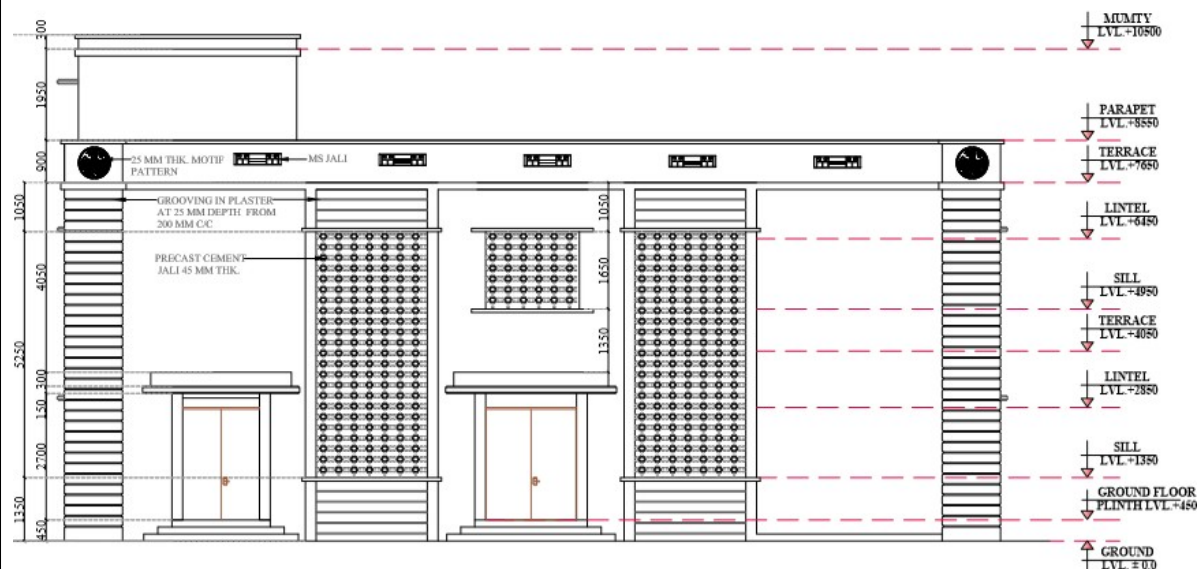 MUMTY
LVL.+10500
PARAPET
LVL.+8550
TERRACE
LVL.+7650
LINTEL
LVL.+6450
SILL
LVL.+4950
TERRACE
LVL.+4050
LINTEL
LVL.+2850
SILL
LVL.+1350
GROUND FLOOR
PLINTH LVL.+450
GROUND
LVL. ± 0.0
300
1950
900
1050
4050
5250
300
150
2700
1350
450
25 MM THK. MOTIF
PATTERN
MS JALI
GROOVING IN PLASTER
AT 25 MM DEPTH FROM
200 MM C/C
PRECAST CEMENT
JALI 45 MM THK.
1050
1650
1350